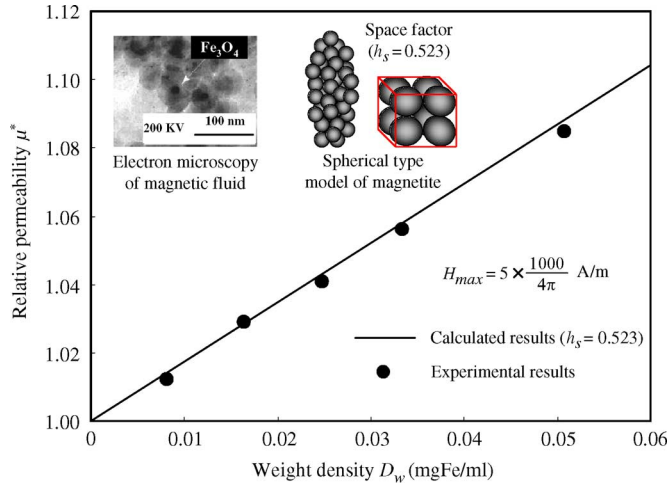 1.12
1.10
1.08
1.06
1.04
1.02
1.00
Relative permeability μ*
Fe₃O₄
200 KV
100 nm
Electron microscopy
of magnetic fluid
Space factor
(hₛ = 0.523)
Spherical type
model of magnetite
H_max = 5 × 1000/4π A/m
Calculated results (hₛ = 0.523)
Experimental results
0 0.01 0.02 0.03 0.04 0.05 0.06
Weight density D_w (mgFe/ml)